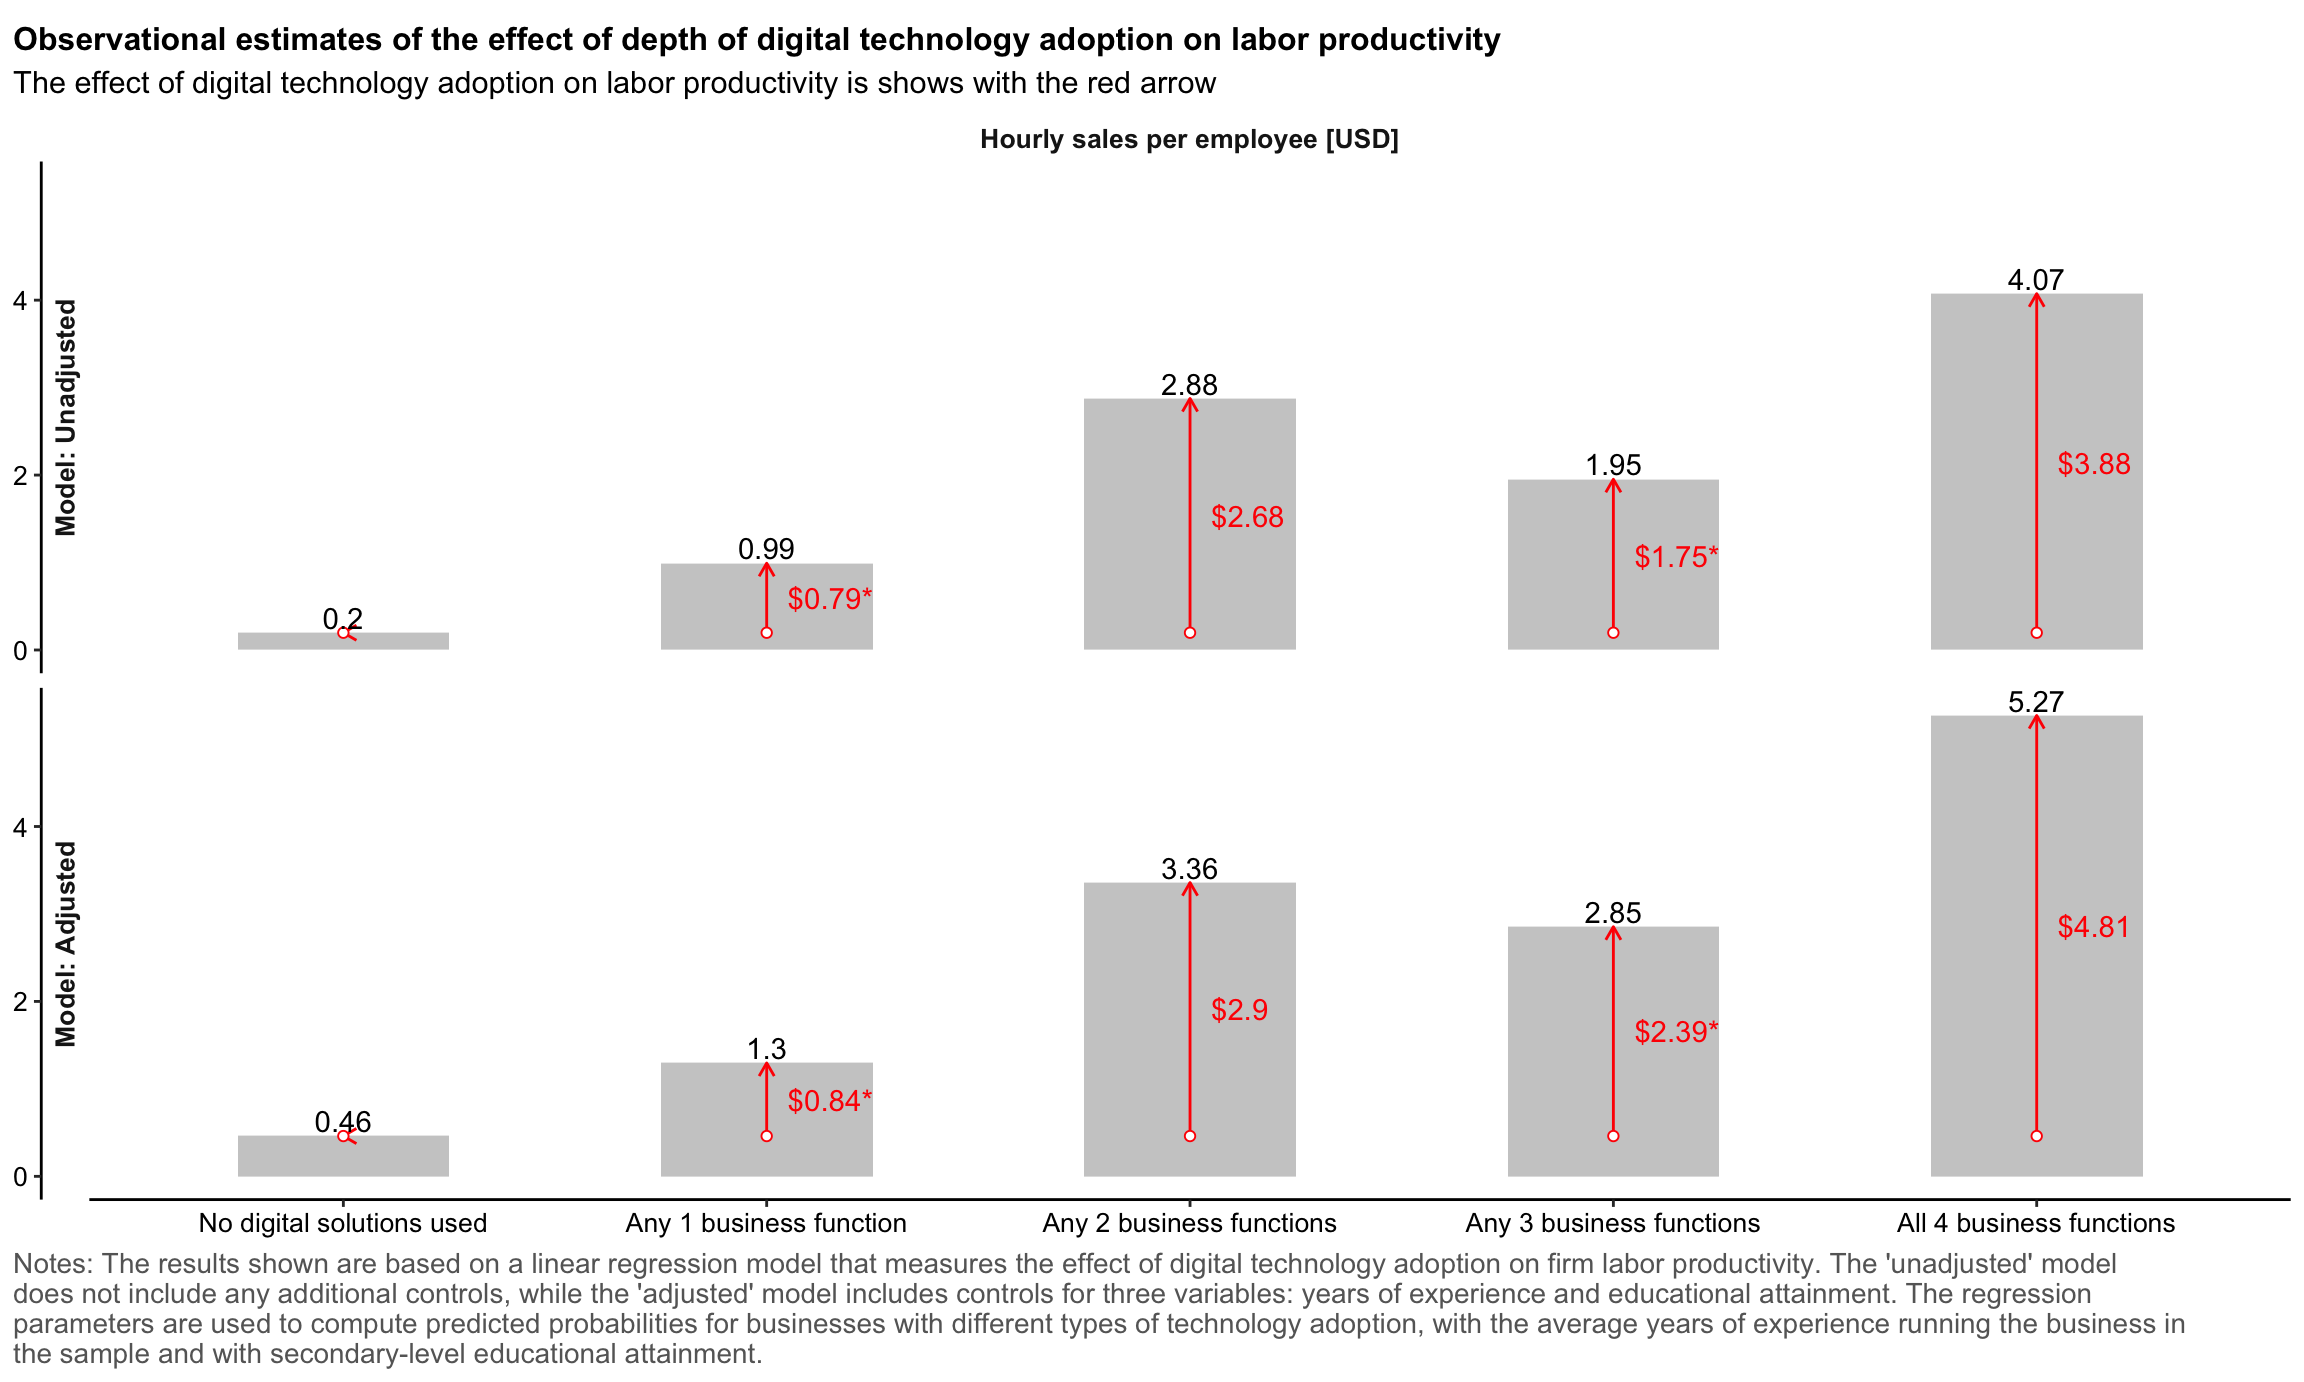 Observational estimates of the effect of depth of digital technology adoption on labor productivity
The effect of digital technology adoption on labor productivity is shows with the red arrow
Hourly sales per employee [USD]
Model: Unadjusted
4
2
0
0.2
0.99
$0.79*
2.88
$2.68
1.95
$1.75*
4.07
$3.88
Model: Adjusted
4
2
0
0.46
1.3
$0.84*
3.36
$2.9
2.85
$2.39*
5.27
$4.81
No digital solutions used
Any 1 business function
Any 2 business functions
Any 3 business functions
All 4 business functions
Notes: The results shown are based on a linear regression model that measures the effect of digital technology adoption on firm labor productivity. The 'unadjusted' model
does not include any additional controls, while the 'adjusted' model includes controls for three variables: years of experience and educational attainment. The regression
parameters are used to compute predicted probabilities for businesses with different types of technology adoption, with the average years of experience running the business in
the sample and with secondary-level educational attainment.